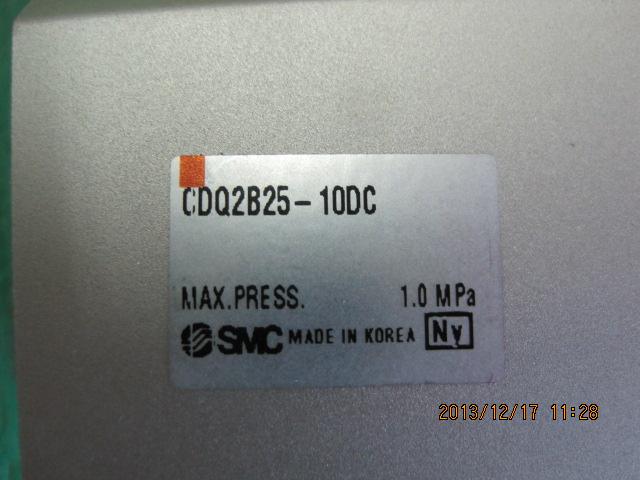 CDQ2B25-10DC
MAX.PRESS. 1.0 MPa
SMC MADE IN KOREA Ny
2013/12/17 11:28